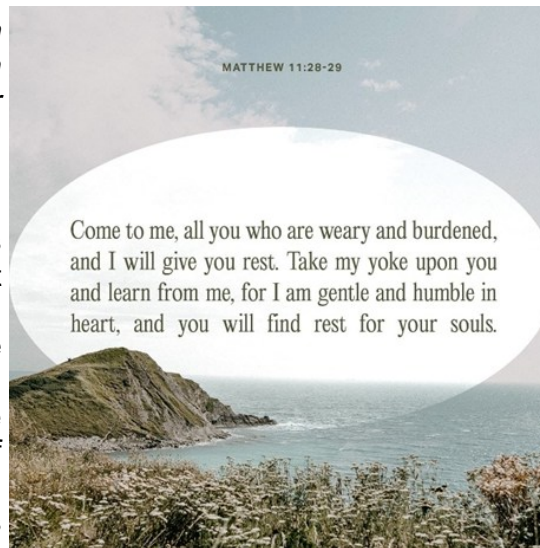 MATTHEW 11:28-29
Come to me, all you who are weary and burdened,
and I will give you rest. Take my yoke upon you
and learn from me, for I am gentle and humble in
heart, and you will find rest for your souls.